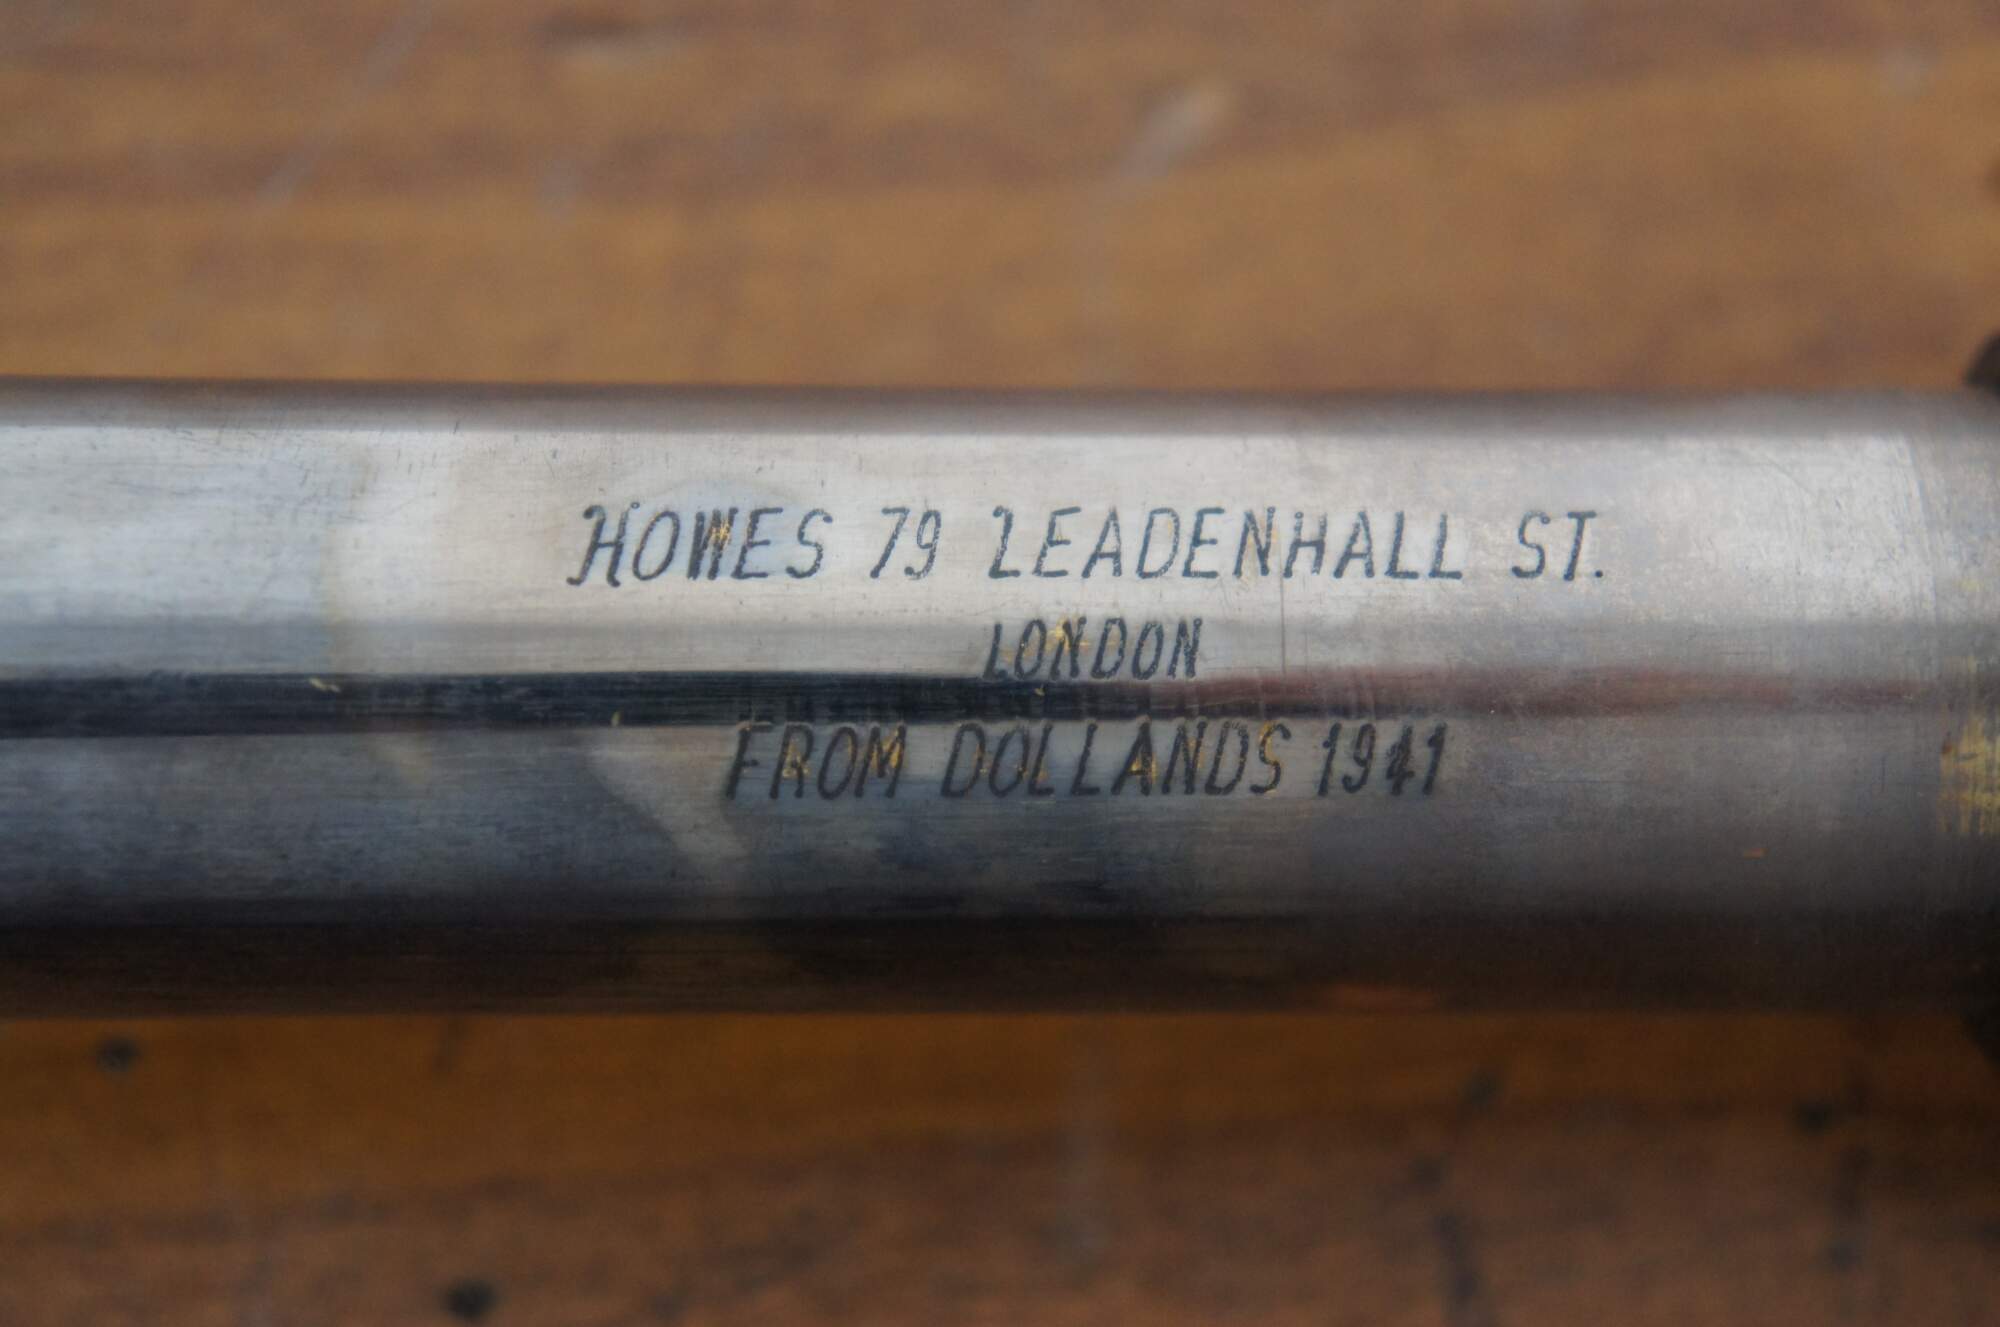 HOWES 79 LEADENHALL ST.
LONDON
FROM DOLLANDS 1941